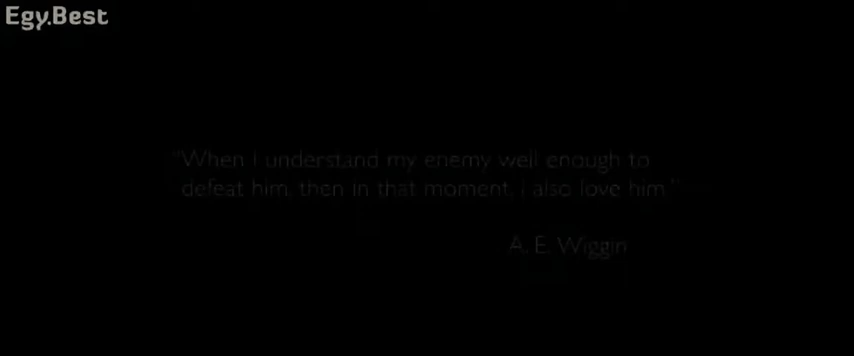 Egy.Best
"When I understand my enemy well enough to
defeat him, then in that moment, I also love him."
A. E. Wiggin